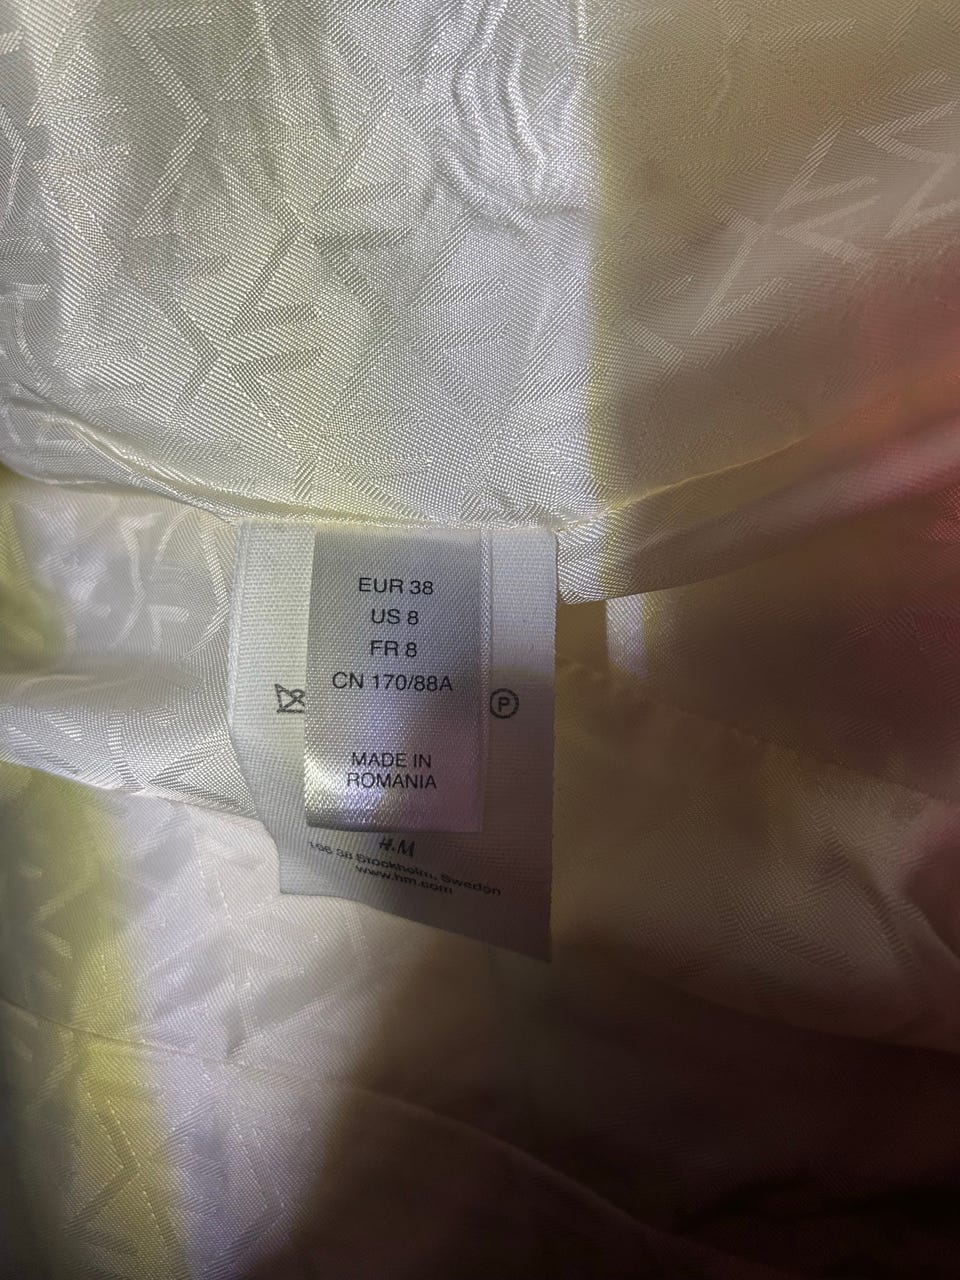 EUR 38
US 8
FR 8
CN 170/88A
P
MADE IN
ROMANIA
H&M
106 38 Stockholm, Sweden
www.hm.com